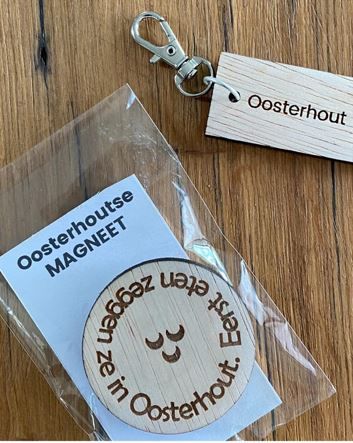 Oosterhout
Oosterhoutse
MAGNEET
Eerst eten zeggen ze in Oosterhout.